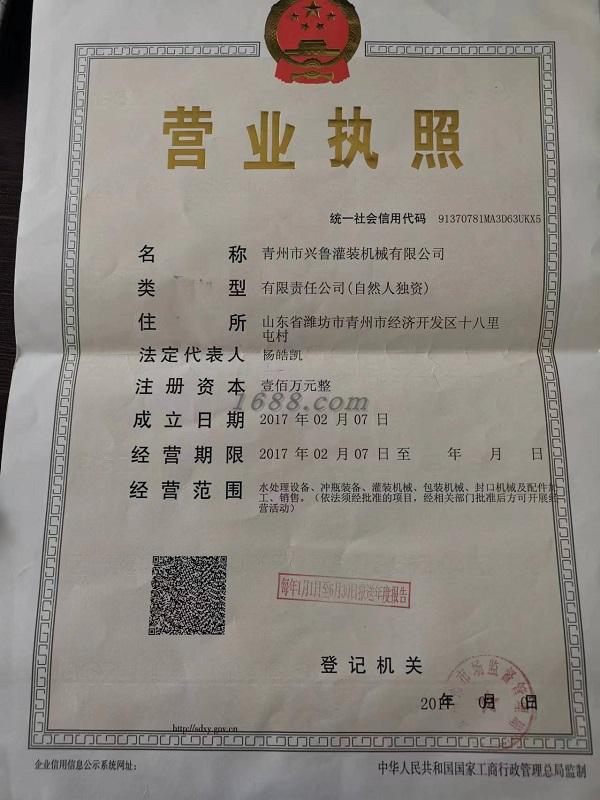 营业执照
统一社会信用代码 91370781MA3D63UKX5
名 称 青州市兴鲁灌装机械有限公司
类 型 有限责任公司(自然人独资)
住 所 山东省潍坊市青州市经济开发区十八里
屯村
法定代表人 杨皓凯
注册资本 壹佰万元整
1688.com
成立日期 2017 年 02 月 07 日
经营期限 2017 年 02 月 07 日 至 年 月 日
经营范围 水处理设备、冲瓶装备、灌装机械、包装机械、封口机械及配件加
工、销售。(依法须经批准的项目,经相关部门批准后方可开展经
营活动)
每年1月1日至6月30日报送年度报告
登记机关
市场监督管
2017 年 月 日
http://sdxy.gov.cn
企业信用信息公示系统网址:
中华人民共和国国家工商行政管理总局监制